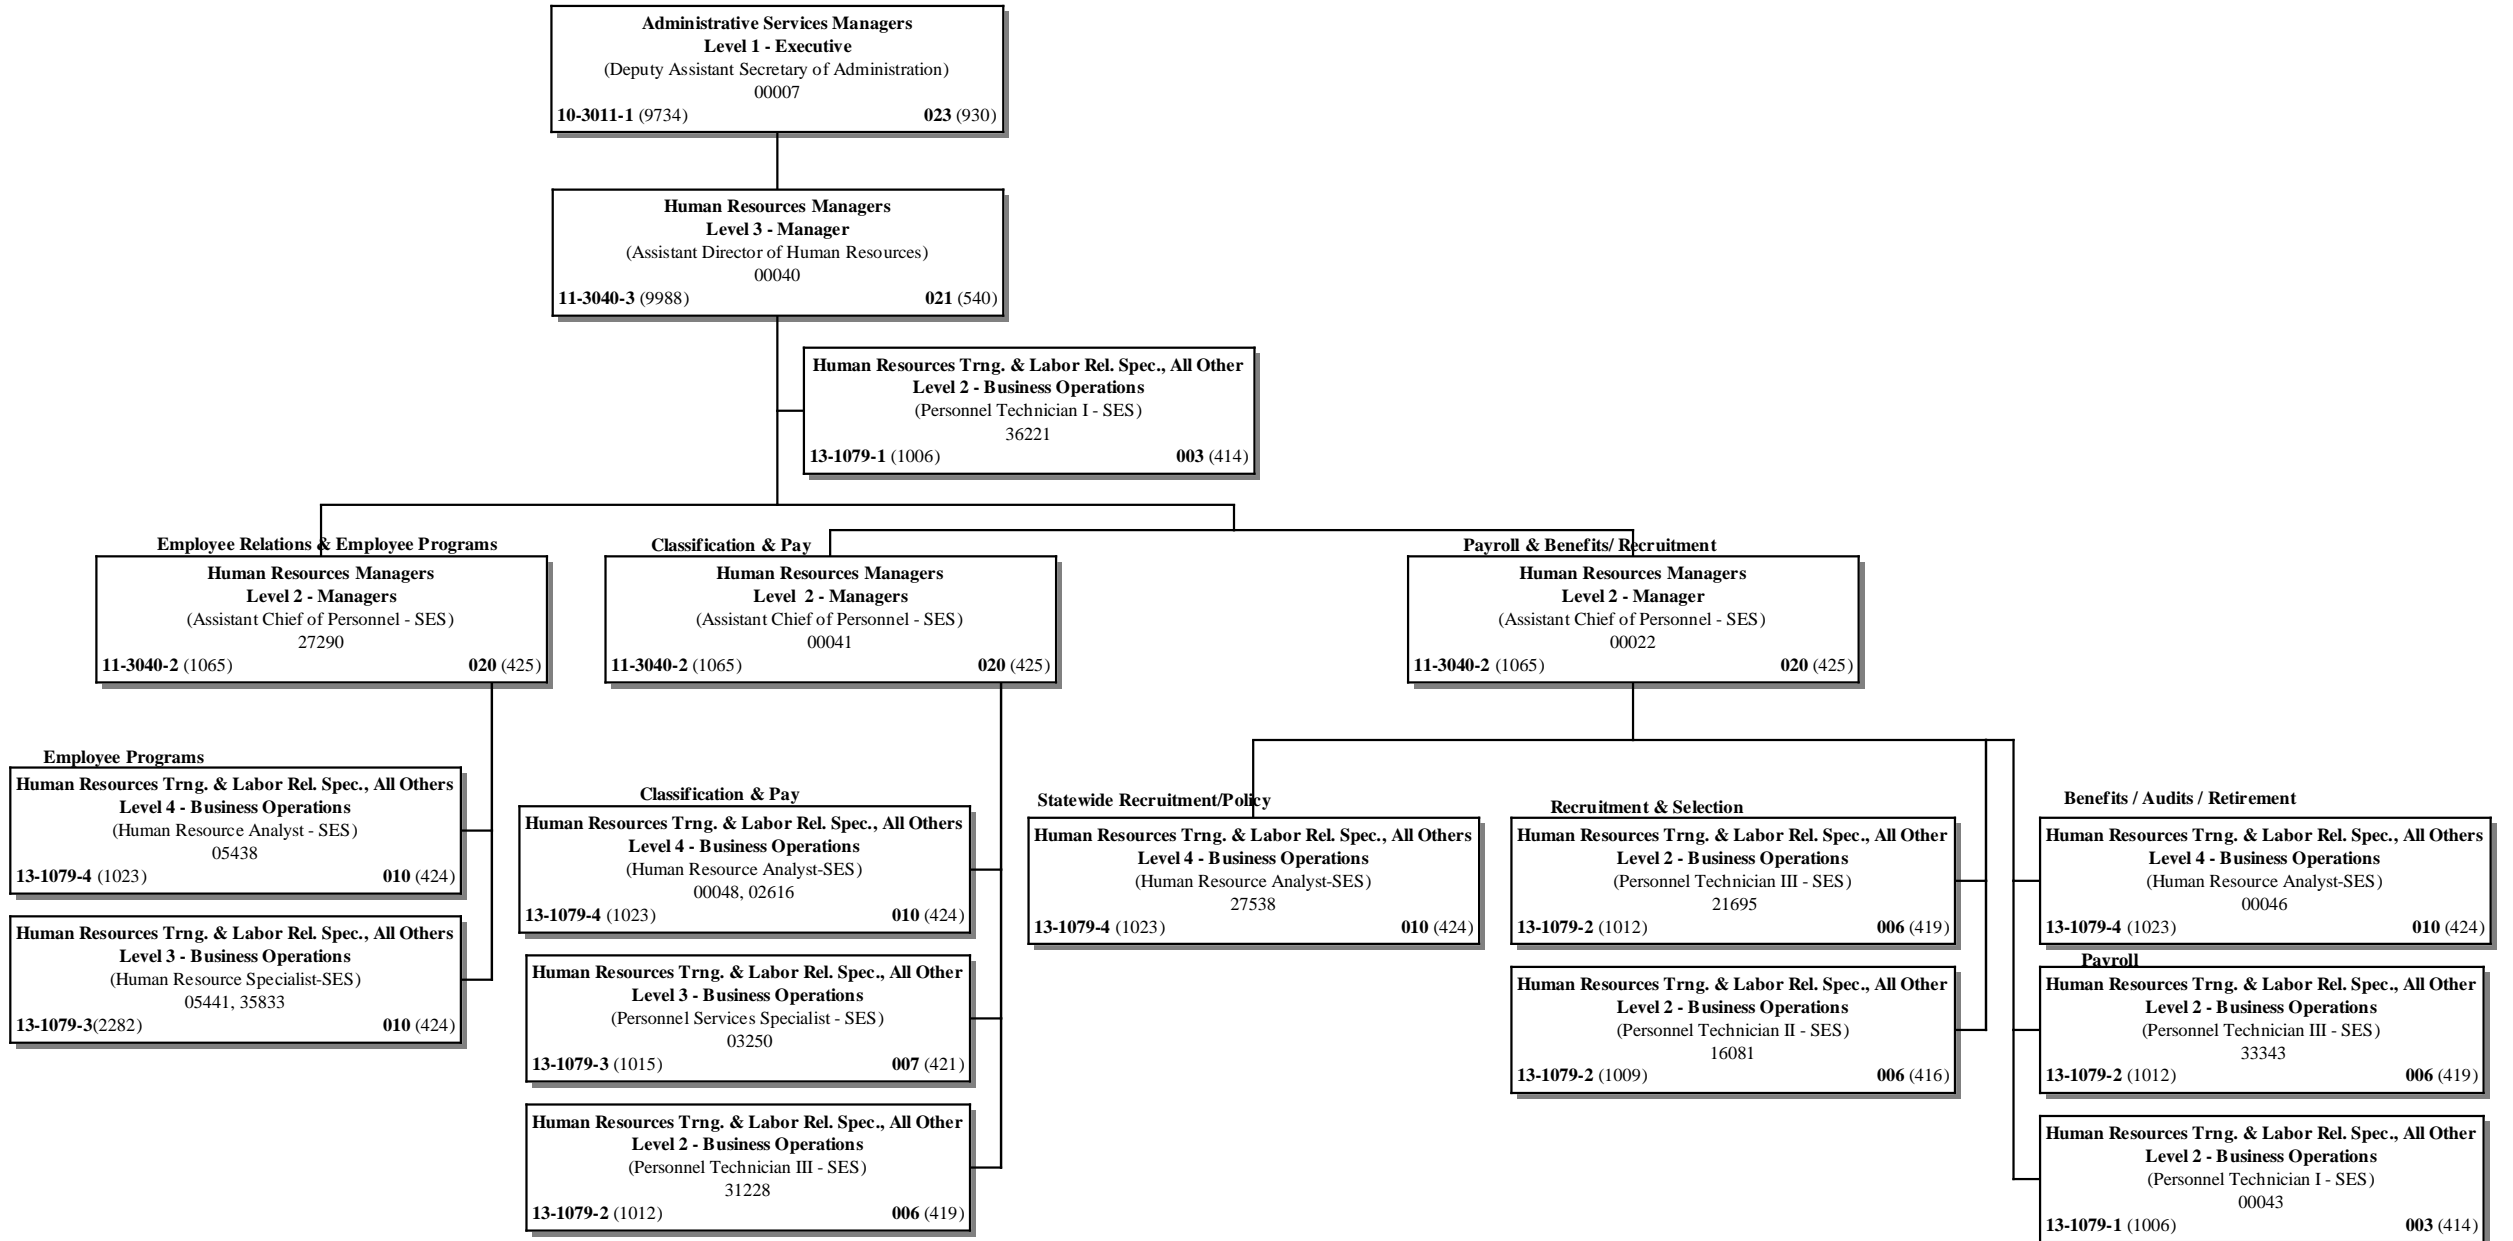 Administrative Services Managers
Level 1 - Executive
(Deputy Assistant Secretary of Administration)
00007
10-3011-1 (9734) 023 (930)
Human Resources Managers
Level 3 - Manager
(Assistant Director of Human Resources)
00040
11-3040-3 (9988) 021 (540)
Human Resources Trng. & Labor Rel. Spec., All Other
Level 2 - Business Operations
(Personnel Technician I - SES)
36221
13-1079-1 (1006) 003 (414)
Employee Relations & Employee Programs
Human Resources Managers
Level 2 - Managers
(Assistant Chief of Personnel - SES)
27290
11-3040-2 (1065) 020 (425)
Classification & Pay
Human Resources Managers
Level 2 - Managers
(Assistant Chief of Personnel - SES)
00041
11-3040-2 (1065) 020 (425)
Payroll & Benefits/ Recruitment
Human Resources Managers
Level 2 - Manager
(Assistant Chief of Personnel - SES)
00022
11-3040-2 (1065) 020 (425)
Employee Programs
Human Resources Trng. & Labor Rel. Spec., All Others
Level 4 - Business Operations
(Human Resource Analyst - SES)
05438
13-1079-4 (1023) 010 (424)
Human Resources Trng. & Labor Rel. Spec., All Others
Level 3 - Business Operations
(Human Resource Specialist-SES)
05441, 35833
13-1079-3(2282) 010 (424)
Classification & Pay
Human Resources Trng. & Labor Rel. Spec., All Others
Level 4 - Business Operations
(Human Resource Analyst-SES)
00048, 02616
13-1079-4 (1023) 010 (424)
Human Resources Trng. & Labor Rel. Spec., All Other
Level 3 - Business Operations
(Personnel Services Specialist - SES)
03250
13-1079-3 (1015) 007 (421)
Human Resources Trng. & Labor Rel. Spec., All Other
Level 2 - Business Operations
(Personnel Technician III - SES)
31228
13-1079-2 (1012) 006 (419)
Statewide Recruitment/Policy
Human Resources Trng. & Labor Rel. Spec., All Others
Level 4 - Business Operations
(Human Resource Analyst-SES)
27538
13-1079-4 (1023) 010 (424)
Recruitment & Selection
Human Resources Trng. & Labor Rel. Spec., All Other
Level 2 - Business Operations
(Personnel Technician III - SES)
21695
13-1079-2 (1012) 006 (419)
Human Resources Trng. & Labor Rel. Spec., All Other
Level 2 - Business Operations
(Personnel Technician II - SES)
16081
13-1079-2 (1009) 006 (416)
Benefits / Audits / Retirement
Human Resources Trng. & Labor Rel. Spec., All Others
Level 4 - Business Operations
(Human Resource Analyst-SES)
00046
13-1079-4 (1023) 010 (424)
Payroll
Human Resources Trng. & Labor Rel. Spec., All Other
Level 2 - Business Operations
(Personnel Technician III - SES)
33343
13-1079-2 (1012) 006 (419)
Human Resources Trng. & Labor Rel. Spec., All Other
Level 2 - Business Operations
(Personnel Technician I - SES)
00043
13-1079-1 (1006) 003 (414)